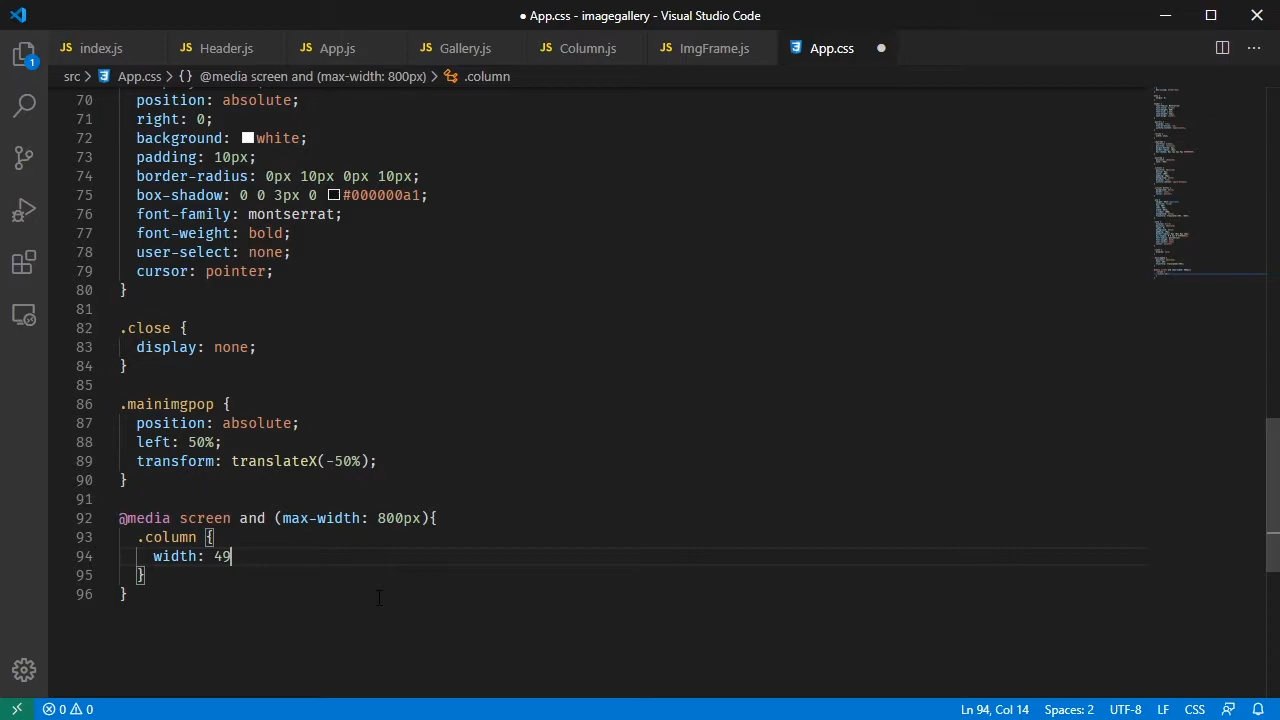 ● App.css - imagegallery - Visual Studio Code
JS index.js JS Header.js JS App.js JS Gallery.js JS Column.js JS ImgFrame.js App.css ●
src > App.css > {} @media screen and (max-width: 800px) > .column
70 position: absolute;
71 right: 0;
72 background: white;
73 padding: 10px;
74 border-radius: 0px 10px 0px 10px;
75 box-shadow: 0 0 3px 0 #000000a1;
76 font-family: montserrat;
77 font-weight: bold;
78 user-select: none;
79 cursor: pointer;
80 }
81
82 .close {
83 display: none;
84 }
85
86 .mainimgpop {
87 position: absolute;
88 left: 50%;
89 transform: translateX(-50%);
90 }
91
92 @media screen and (max-width: 800px){
93 .column {
94 width: 49
95 }
96 }
1
0 0 Ln 94, Col 14 Spaces: 2 UTF-8 LF CSS